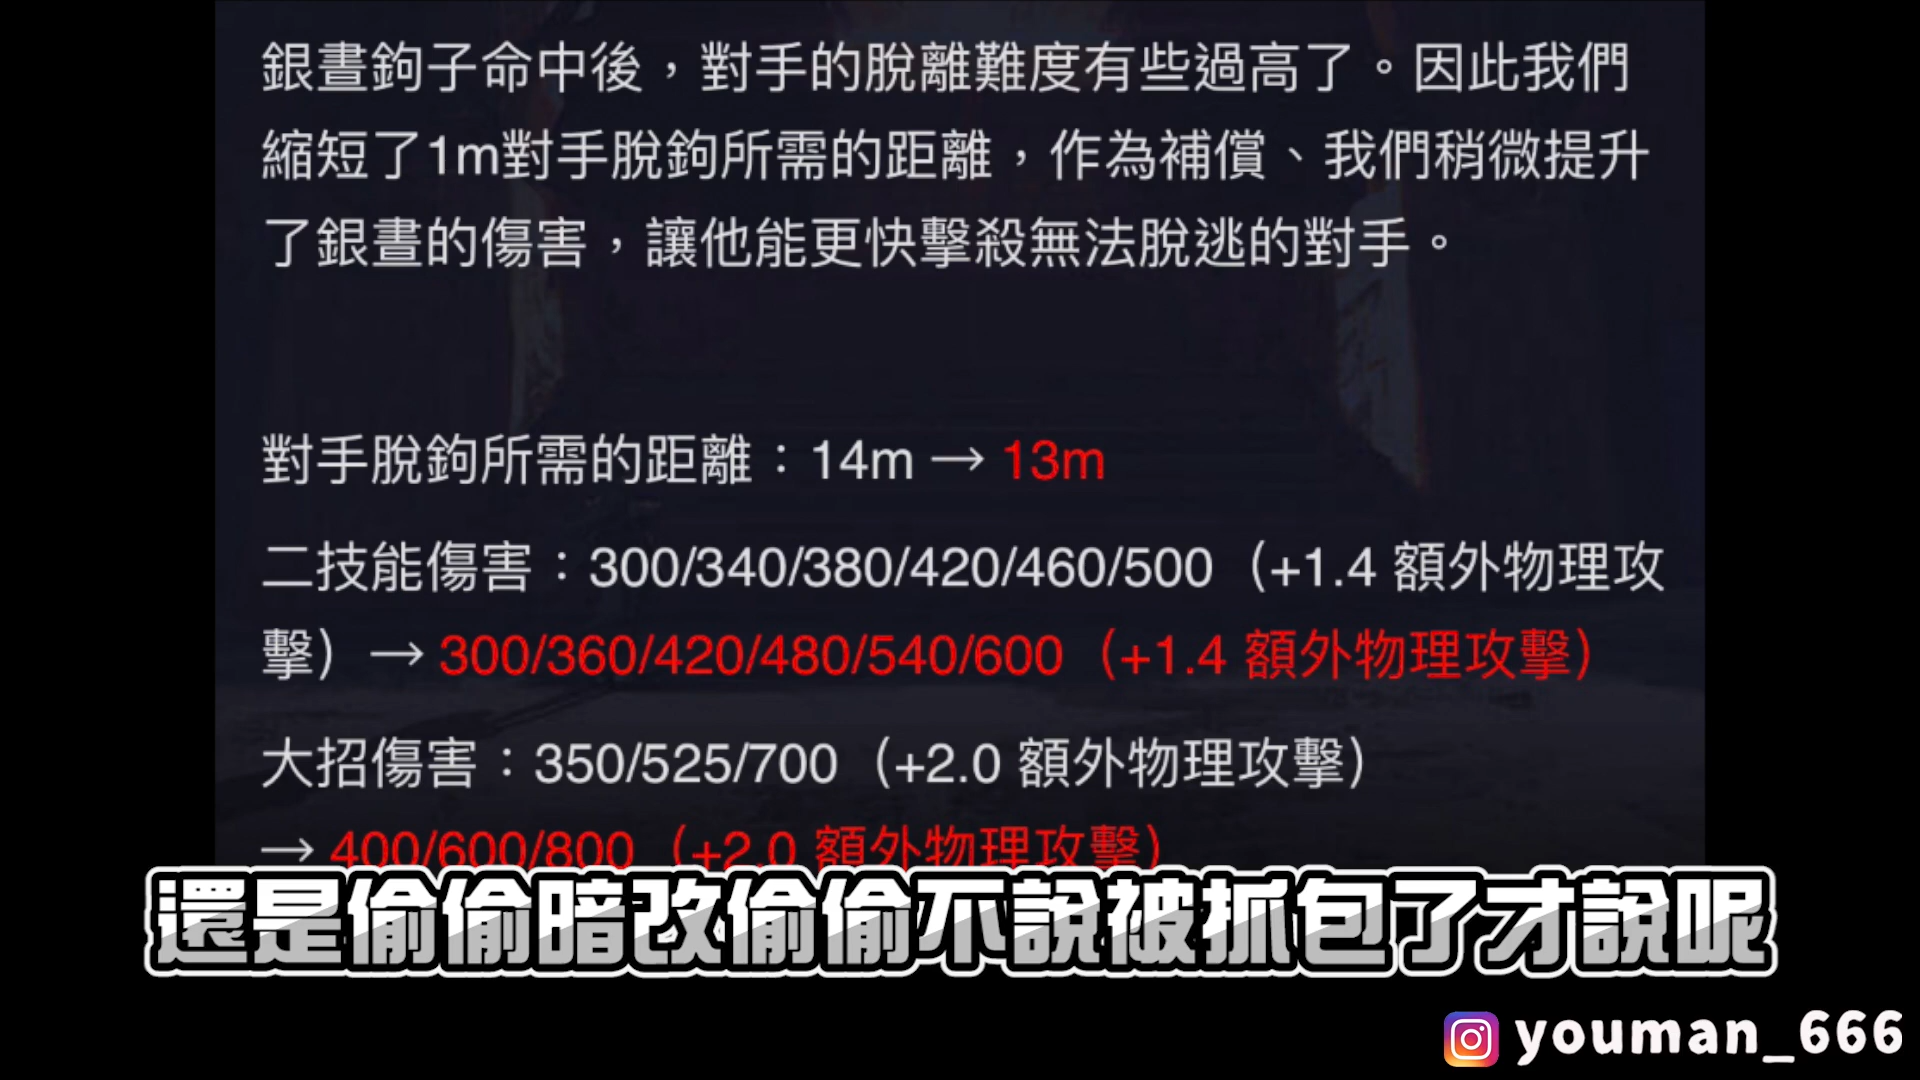 銀晝鉤子命中後，對手的脫離難度有些過高了。因此我們
縮短了1m對手脫鉤所需的距離，作為補償、我們稍微提升
了銀晝的傷害，讓他能更快擊殺無法脫逃的對手。
對手脫鉤所需的距離：14m → 13m
二技能傷害：300/340/380/420/460/500（+1.4 額外物理攻
擊）→ 300/360/420/480/540/600（+1.4 額外物理攻擊）
大招傷害：350/525/700（+2.0 額外物理攻擊）
→ 400/600/800（+2.0 額外物理攻擊）
還是偷偷暗改偷偷不說被抓包了才說呢
youman_666